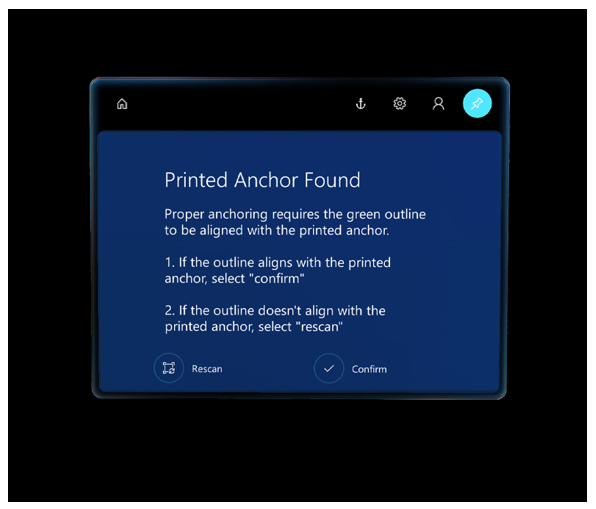 Printed Anchor Found
Proper anchoring requires the green outline
to be aligned with the printed anchor.
1. If the outline aligns with the printed
anchor, select "confirm"
2. If the outline doesn't align with the
printed anchor, select "rescan"
Rescan
Confirm